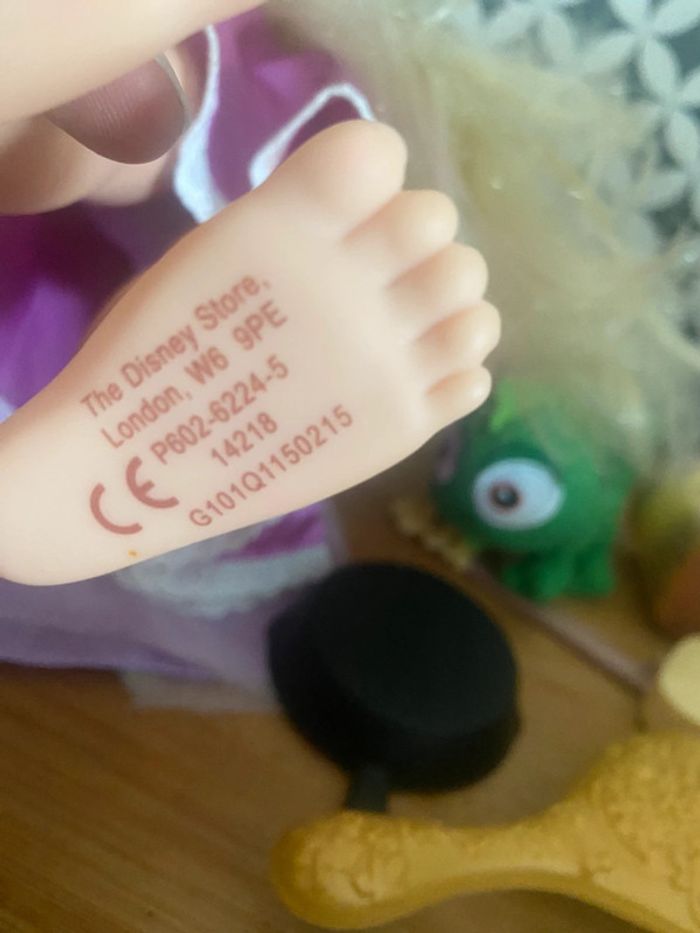 The Disney Store,
London, W6 9PE
CE P602-6224-5
14218
G101Q1150215